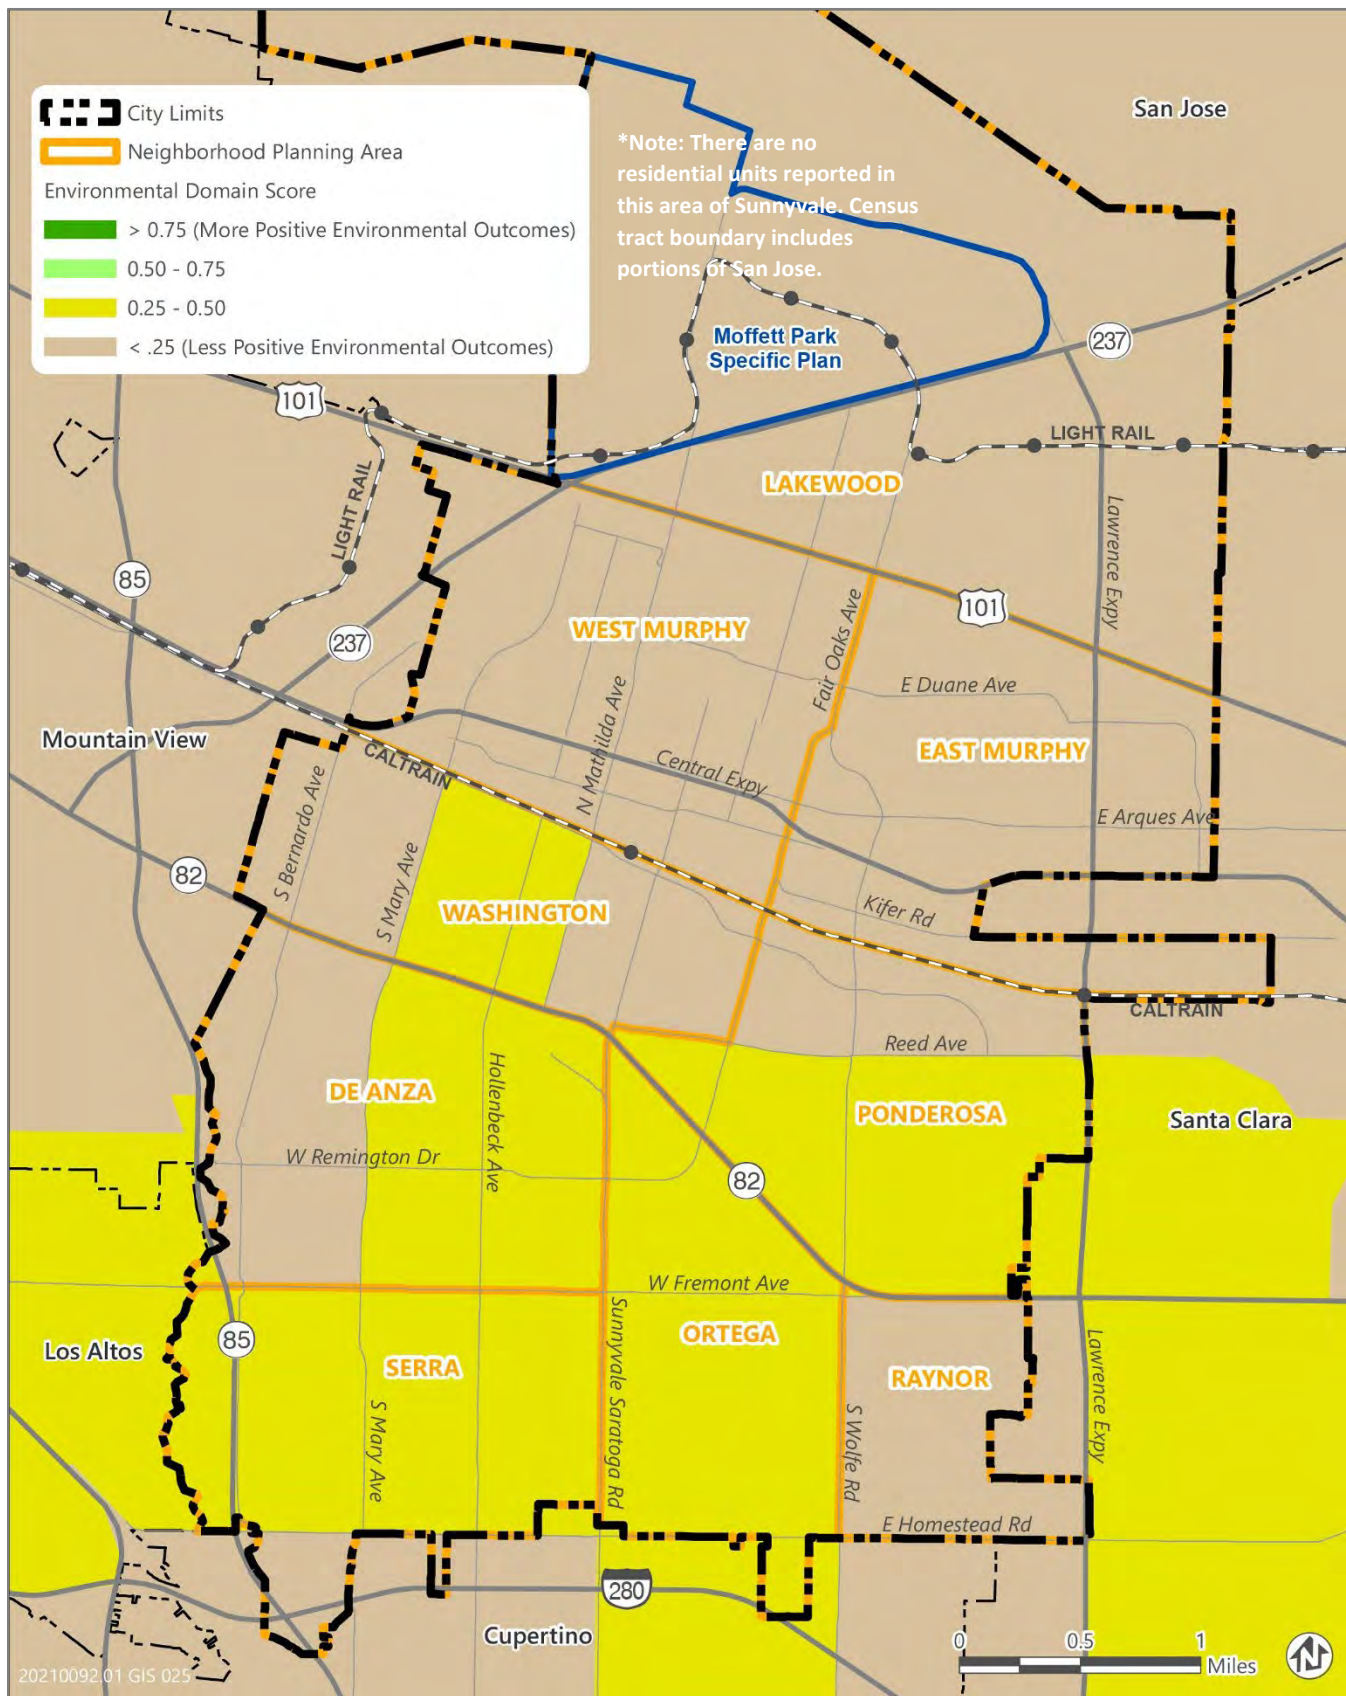 City Limits
Neighborhood Planning Area
Environmental Domain Score
> 0.75 (More Positive Environmental Outcomes)
0.50 - 0.75
0.25 - 0.50
< .25 (Less Positive Environmental Outcomes)
*Note: There are no
residential units reported in
this area of Sunnyvale. Census
tract boundary includes
portions of San Jose.
San Jose
Moffett Park
Specific Plan
237
101
LIGHT RAIL
LIGHT RAIL
LAKEWOOD
Lawrence Expy
85
101
237
WEST MURPHY
Fair Oaks Ave
E Duane Ave
N Mathilda Ave
Mountain View
CALTRAIN
EAST MURPHY
Central Expy
E Arques Ave
S Bernardo Ave
S Mary Ave
82
WASHINGTON
Kifer Rd
CALTRAIN
Reed Ave
DE ANZA
Hollenbeck Ave
PONDEROSA
Santa Clara
W Remington Dr
82
W Fremont Ave
Los Altos
85
SERRA
Sunnyvale Saratoga Rd
ORTEGA
RAYNOR
Lawrence Expy
S Mary Ave
S Wolfe Rd
E Homestead Rd
280
Cupertino
0 0.5 1
Miles
N
20210092.01 GIS 025